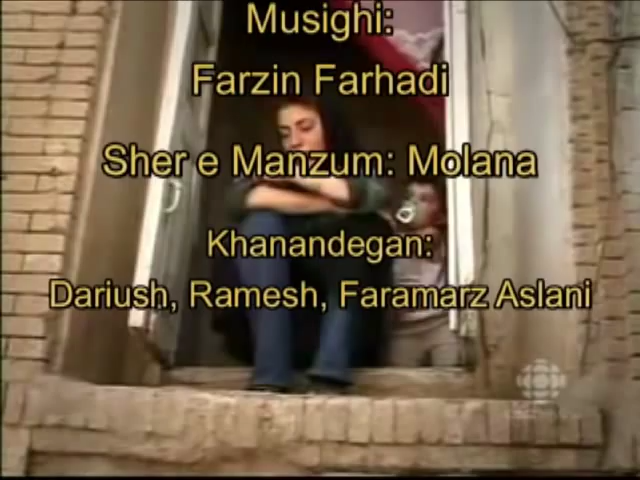 Musighi:
Farzin Farhadi
Sher e Manzum: Molana
Khanandegan:
Dariush, Ramesh, Faramarz Aslani